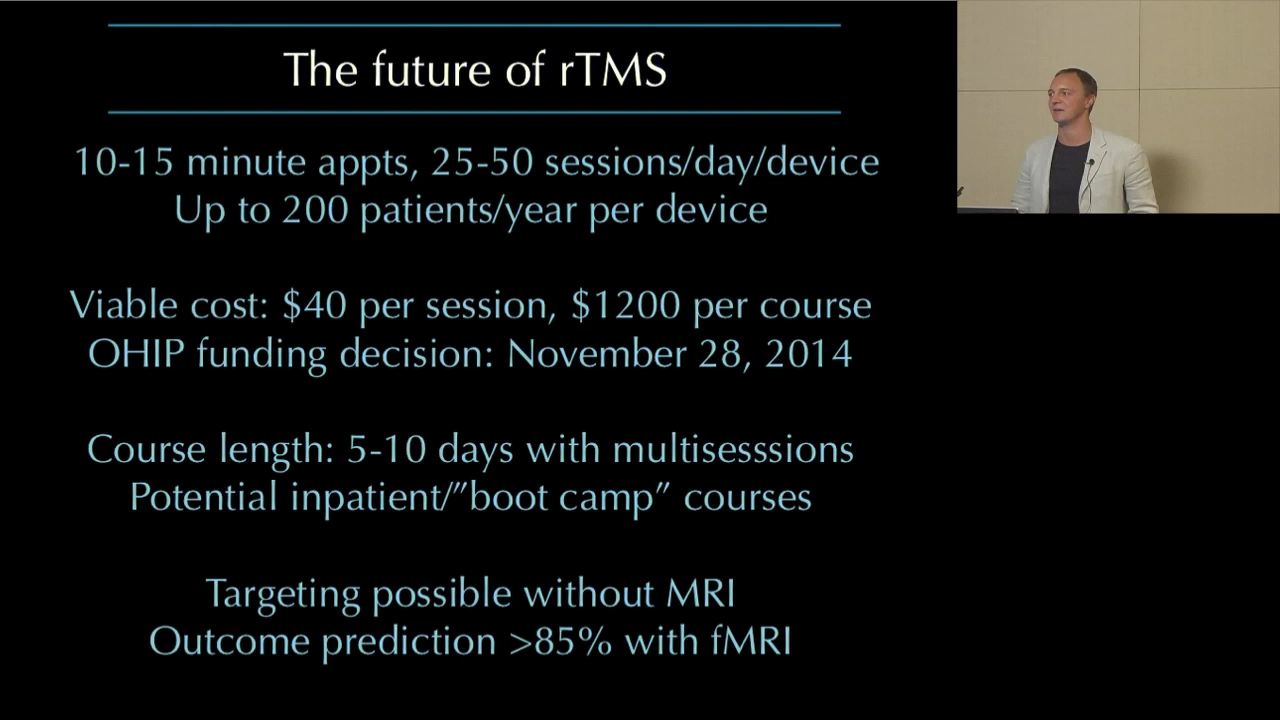 The future of rTMS
10-15 minute appts, 25-50 sessions/day/device
Up to 200 patients/year per device
Viable cost: $40 per session, $1200 per course
OHIP funding decision: November 28, 2014
Course length: 5-10 days with multisesssions
Potential inpatient/”boot camp” courses
Targeting possible without MRI
Outcome prediction >85% with fMRI